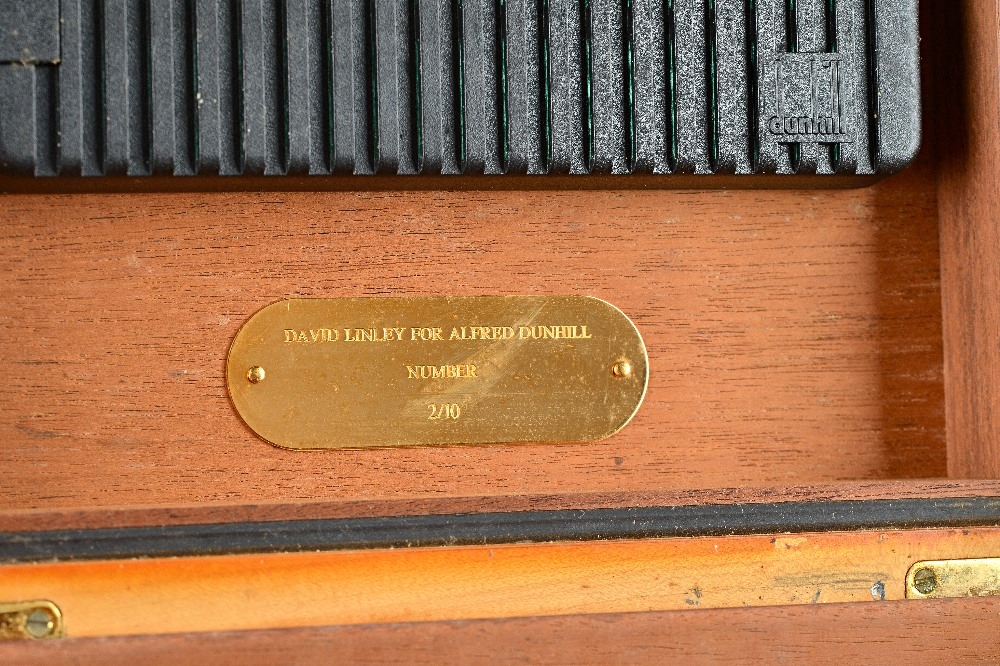 dunhill
DAVID LINLEY FOR ALFRED DUNHILL
NUMBER
2/10